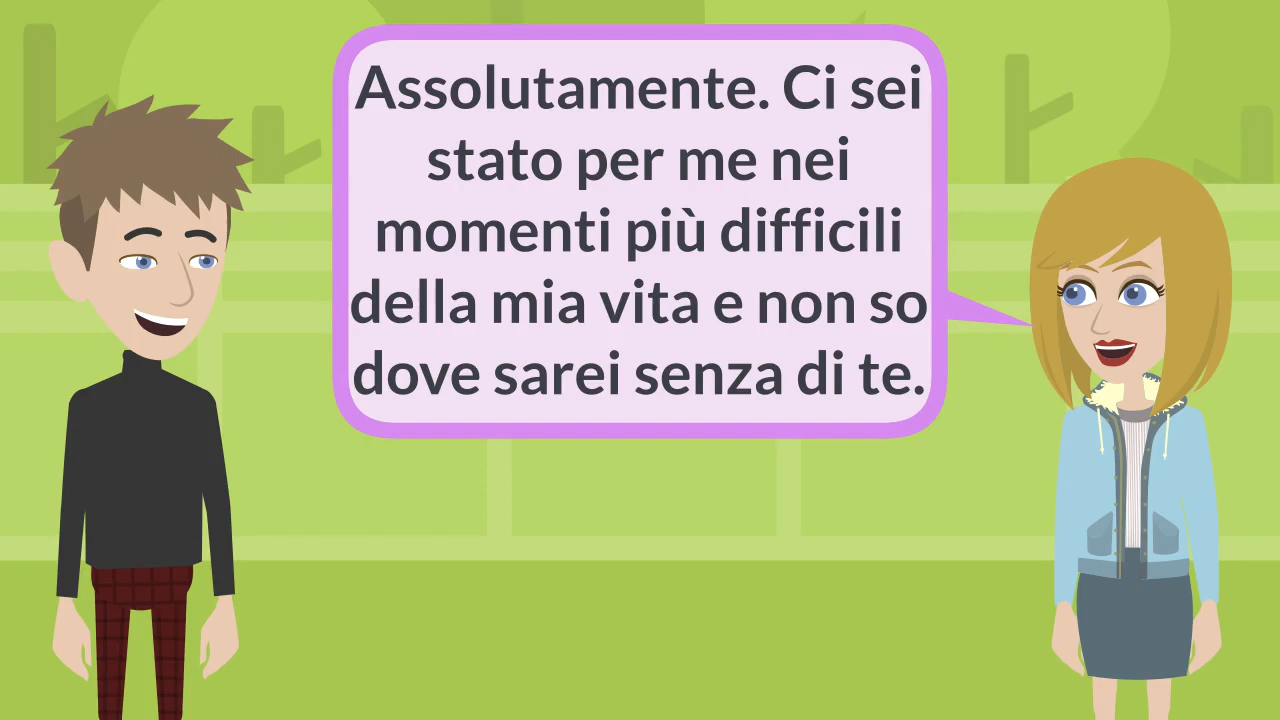 Assolutamente. Ci sei
stato per me nei
momenti più difficili
della mia vita e non so
dove sarei senza di te.